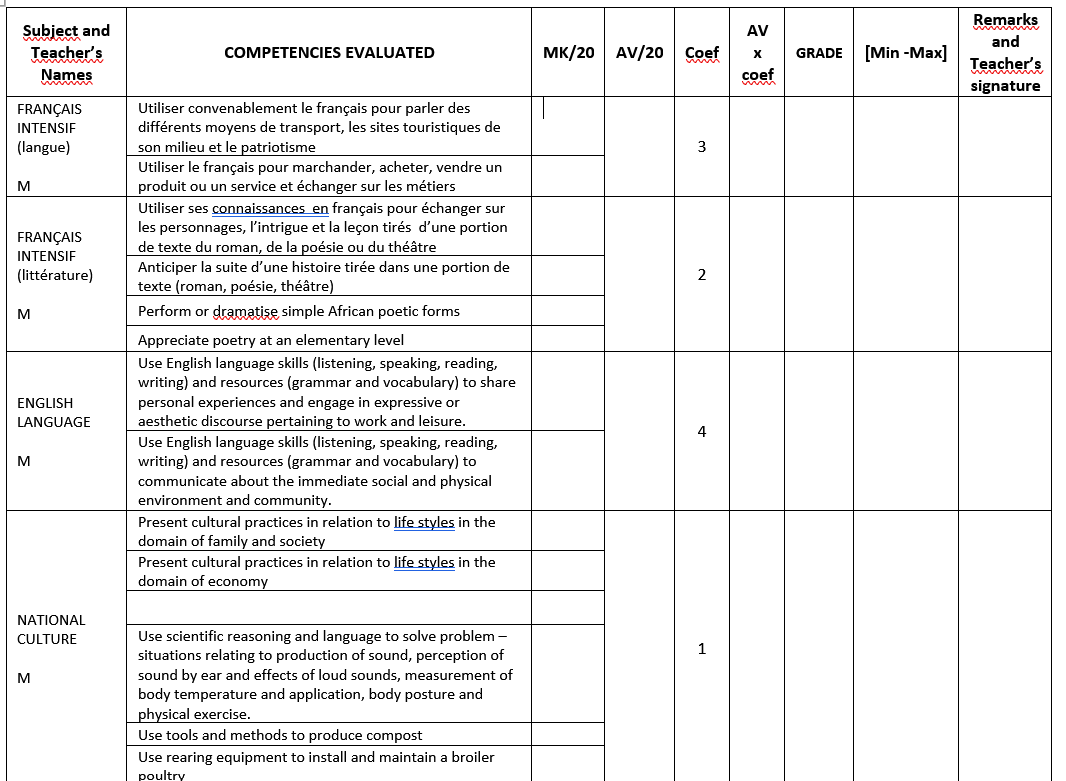 Subject and
Teacher's
Names
COMPETENCIES EVALUATED
MK/20
AV/20
Coef
AV
x
coef
GRADE
[Min -Max]
Remarks
and
Teacher's
signature
FRANÇAIS
INTENSIF
(langue)
M
Utiliser convenablement le français pour parler des
différents moyens de transport, les sites touristiques de
son milieu et le patriotisme
Utiliser le français pour marchander, acheter, vendre un
produit ou un service et échanger sur les métiers
3
FRANÇAIS
INTENSIF
(littérature)
M
Utiliser ses connaissances  en français pour échanger sur
les personnages, l'intrigue et la leçon tirés  d'une portion
de texte du roman, de la poésie ou du théâtre
Anticiper la suite d'une histoire tirée dans une portion de
texte (roman, poésie, théâtre)
Perform or dramatise simple African poetic forms
Appreciate poetry at an elementary level
2
ENGLISH
LANGUAGE
M
Use English language skills (listening, speaking, reading,
writing) and resources (grammar and vocabulary) to share
personal experiences and engage in expressive or
aesthetic discourse pertaining to work and leisure.
Use English language skills (listening, speaking, reading,
writing) and resources (grammar and vocabulary) to
communicate about the immediate social and physical
environment and community.
4
NATIONAL
CULTURE
M
Present cultural practices in relation to life styles in the
domain of family and society
Present cultural practices in relation to life styles in the
domain of economy
Use scientific reasoning and language to solve problem –
situations relating to production of sound, perception of
sound by ear and effects of loud sounds, measurement of
body temperature and application, body posture and
physical exercise.
Use tools and methods to produce compost
Use rearing equipment to install and maintain a broiler
poultry
1